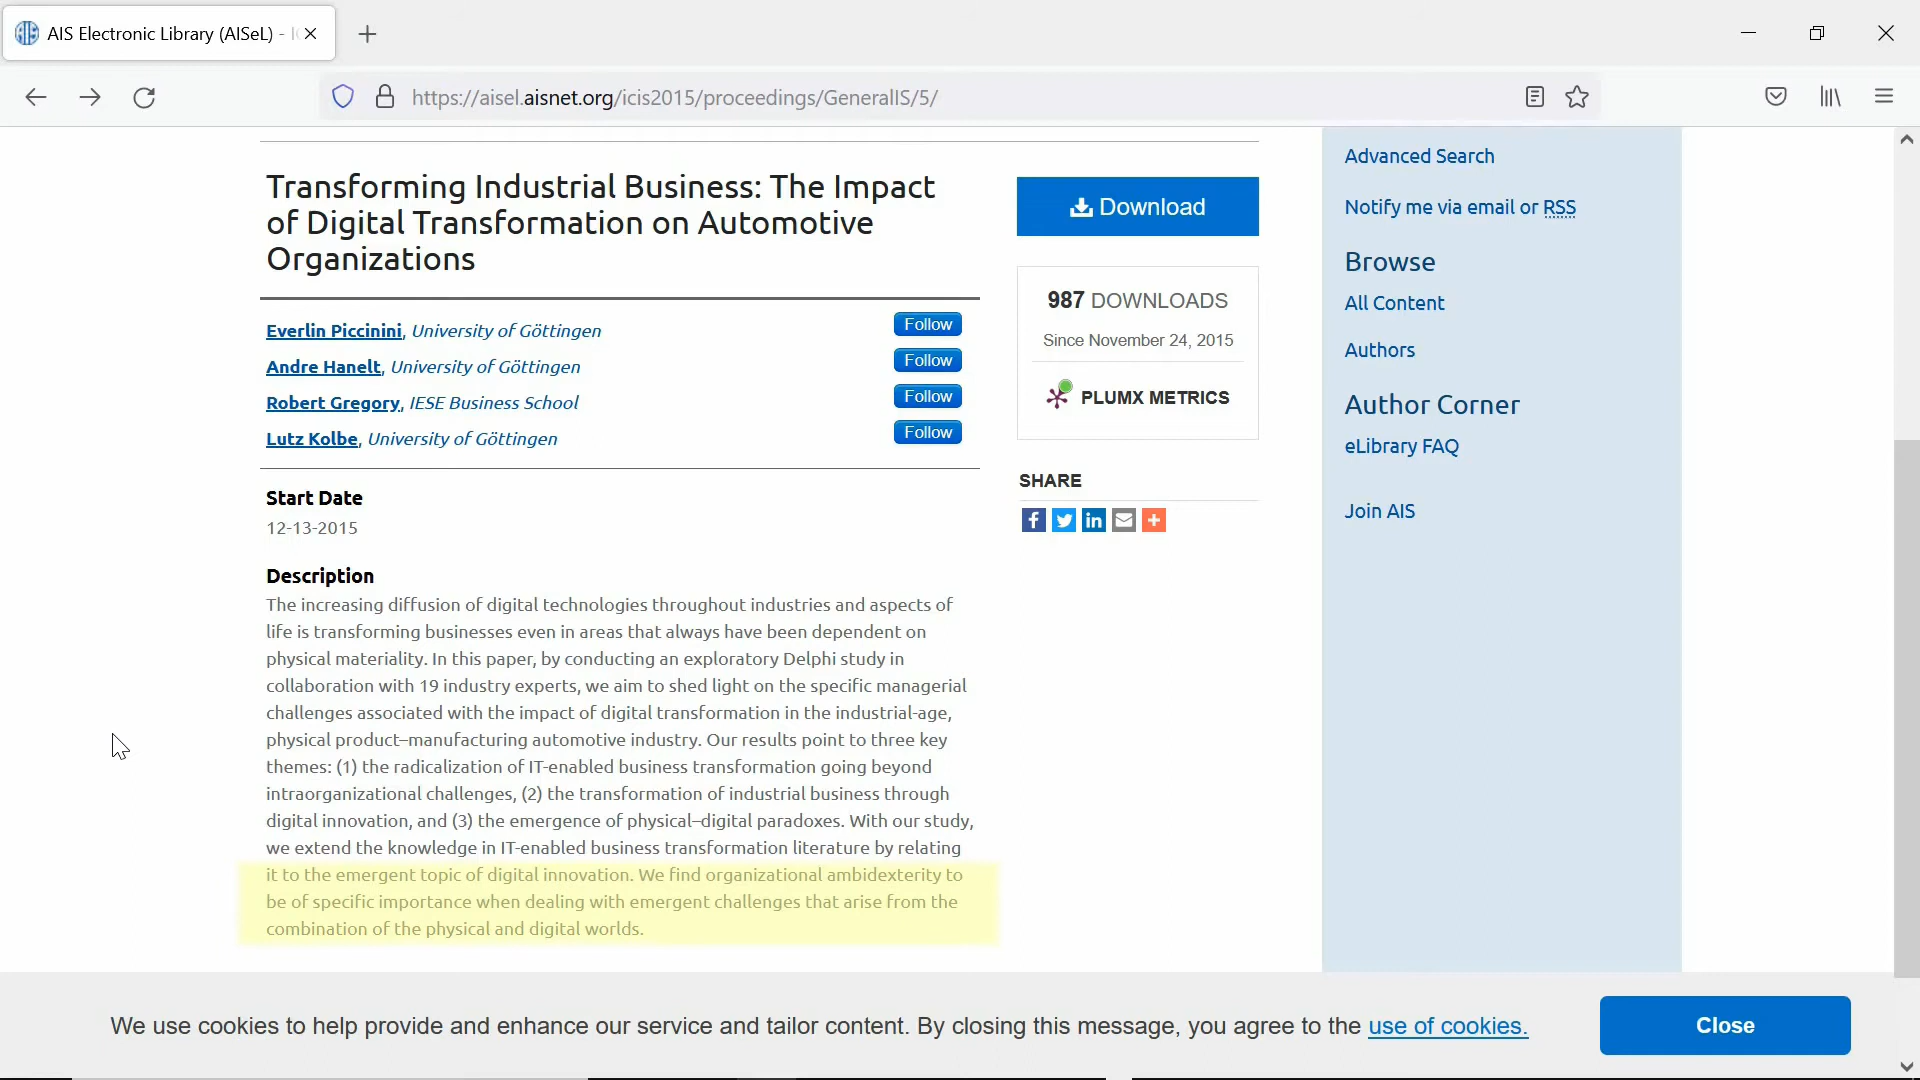 AIS Electronic Library (AISeL) -
https://aisel.aisnet.org/icis2015/proceedings/GeneralIS/5/
Transforming Industrial Business: The Impact
of Digital Transformation on Automotive
Organizations
Everlin Piccinini, University of Göttingen
Follow
Andre Hanelt, University of Göttingen
Follow
Robert Gregory, IESE Business School
Follow
Lutz Kolbe, University of Göttingen
Follow
Start Date
12-13-2015
Description
The increasing diffusion of digital technologies throughout industries and aspects of
life is transforming businesses even in areas that always have been dependent on
physical materiality. In this paper, by conducting an exploratory Delphi study in
collaboration with 19 industry experts, we aim to shed light on the specific managerial
challenges associated with the impact of digital transformation in the industrial-age,
physical product–manufacturing automotive industry. Our results point to three key
themes: (1) the radicalization of IT-enabled business transformation going beyond
intraorganizational challenges, (2) the transformation of industrial business through
digital innovation, and (3) the emergence of physical–digital paradoxes. With our study,
we extend the knowledge in IT-enabled business transformation literature by relating
it to the emergent topic of digital innovation. We find organizational ambidexterity to
be of specific importance when dealing with emergent challenges that arise from the
combination of the physical and digital worlds.
Download
987 DOWNLOADS
Since November 24, 2015
PLUMX METRICS
SHARE
Advanced Search
Notify me via email or RSS
Browse
All Content
Authors
Author Corner
eLibrary FAQ
Join AIS
We use cookies to help provide and enhance our service and tailor content. By closing this message, you agree to the use of cookies.
Close